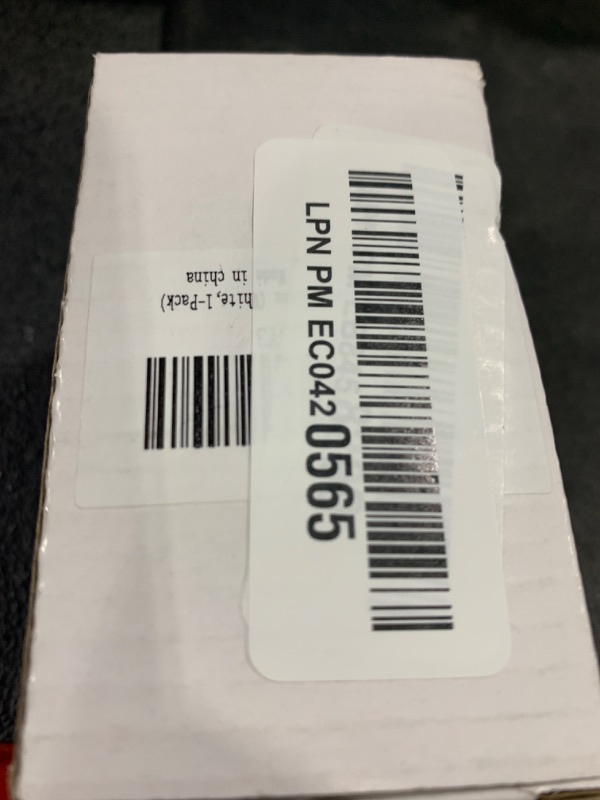 LPN PM EC0420565
hite,1-Pack)
in china